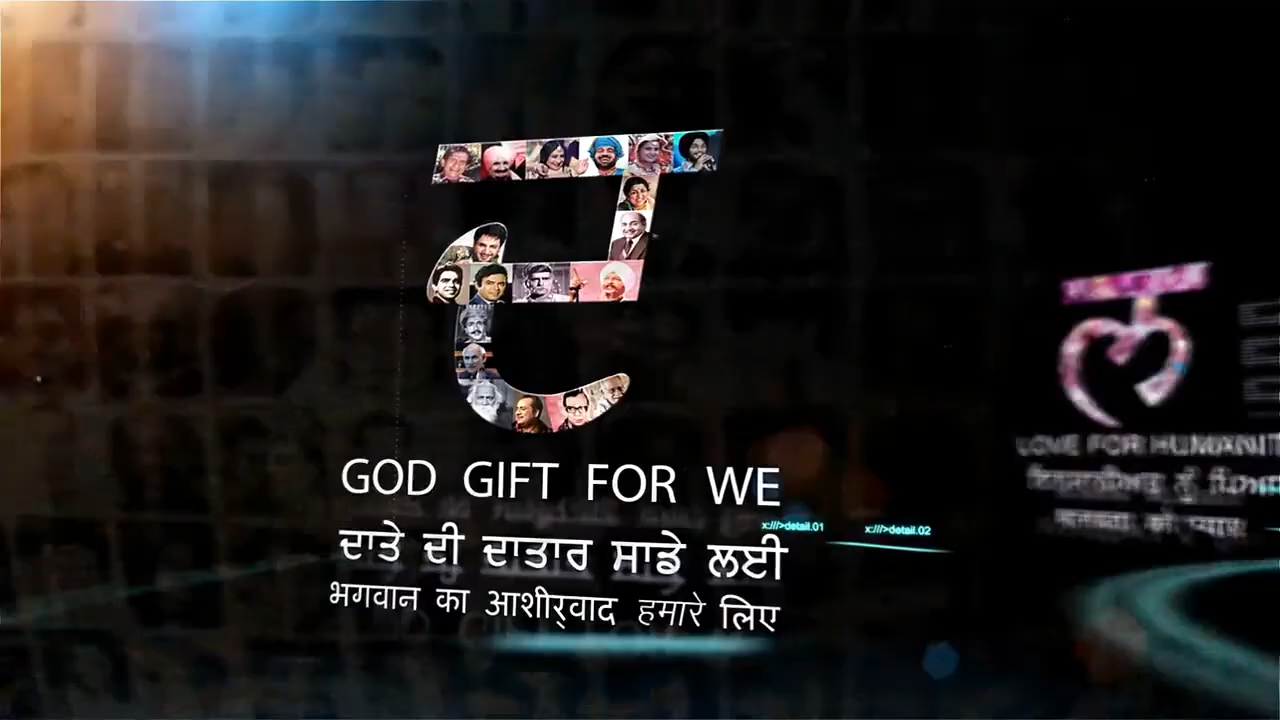 ਦ
GOD GIFT FOR WE
x:///>detail.01
x:///>detail.02
ਦਾਤੇ ਦੀ ਦਾਤਾਰ ਸਾਡੇ ਲਈ
भगवान का आशीर्वाद हमारे लिए
LOVE FOR HUMANIT